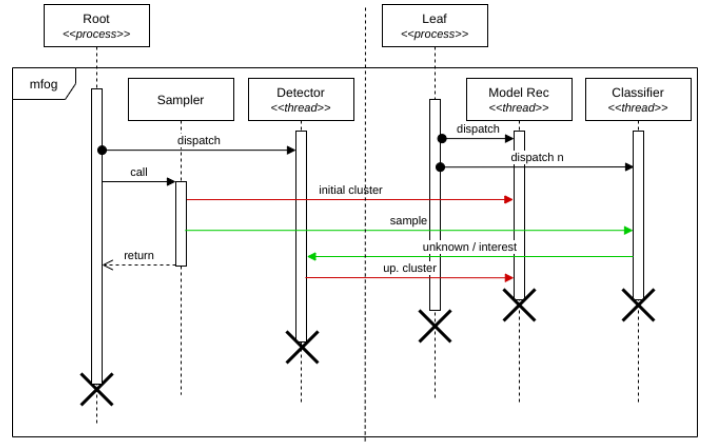 Root
<<process>>
Leaf
<<process>>
mfog
Sampler
Detector
<<thread>>
Model Rec
<<thread>>
Classifier
<<thread>>
dispatch
dispatch
dispatch n
call
initial cluster
sample
unknown / interest
return
up. cluster